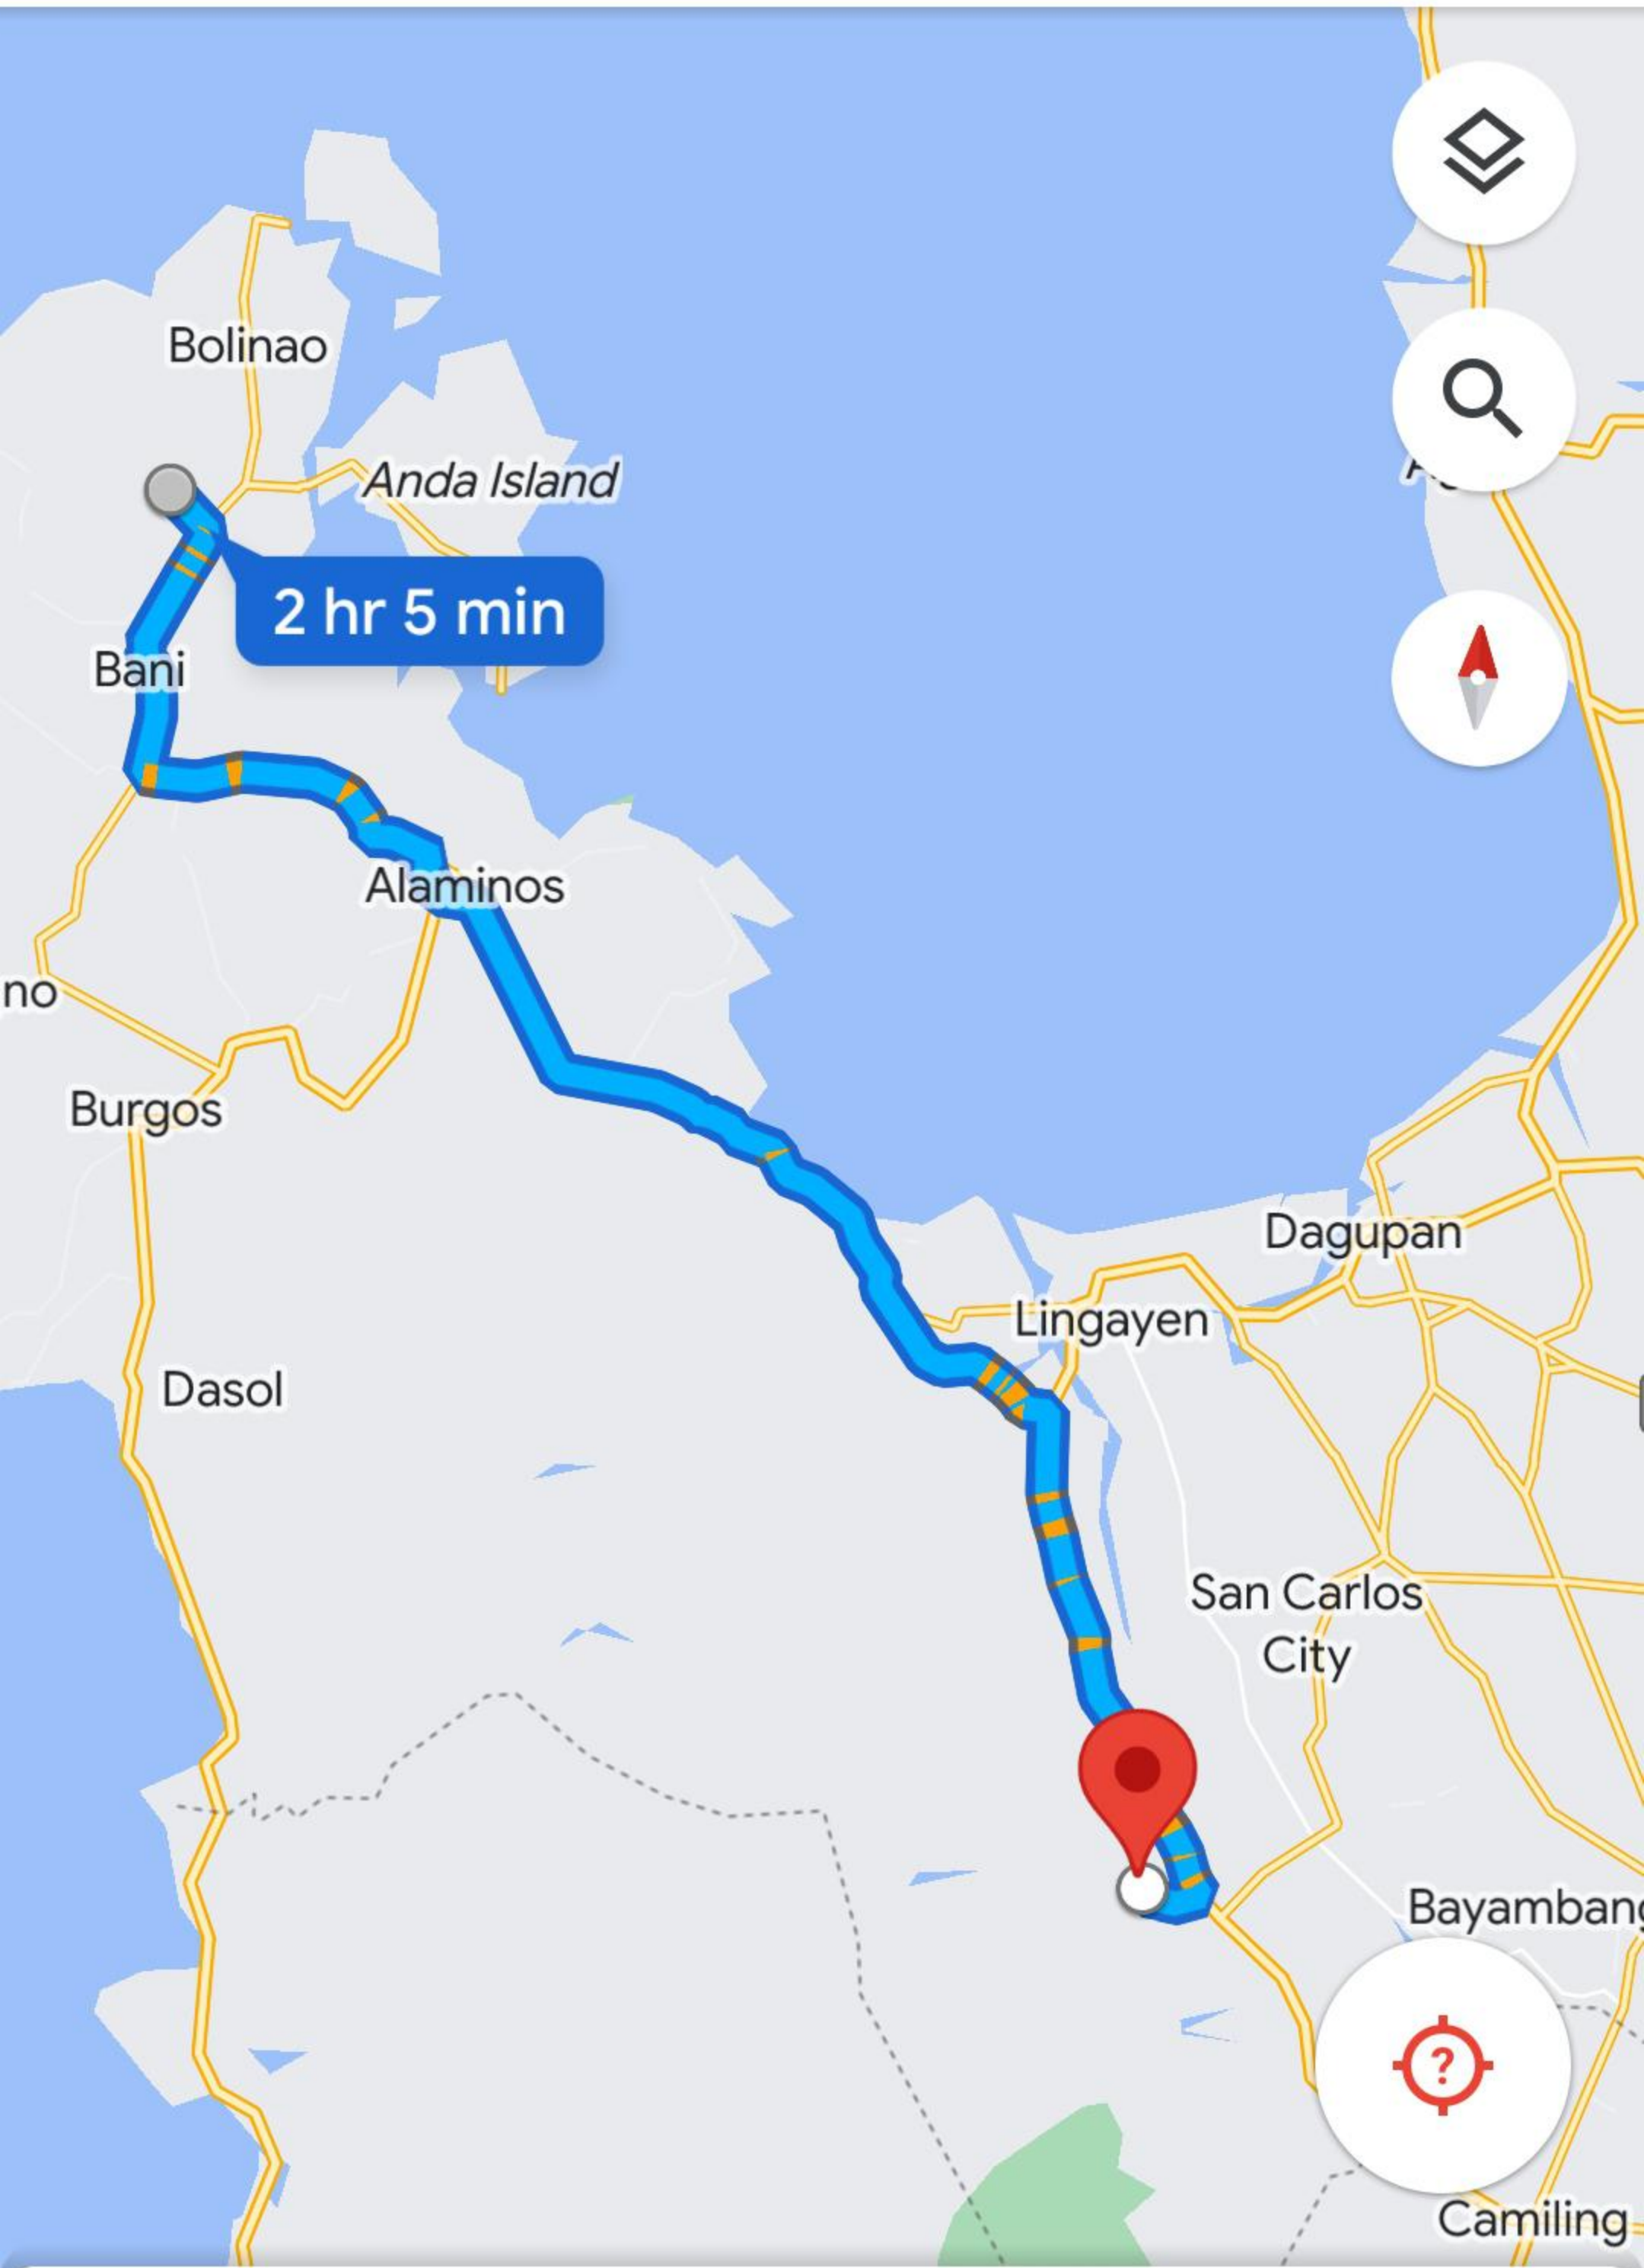 Bolinao
Anda Island
2 hr 5 min
Bani
Alaminos
no
Burgos
Dagupan
Lingayen
Dasol
San Carlos
City
Bayambang
?
Camiling